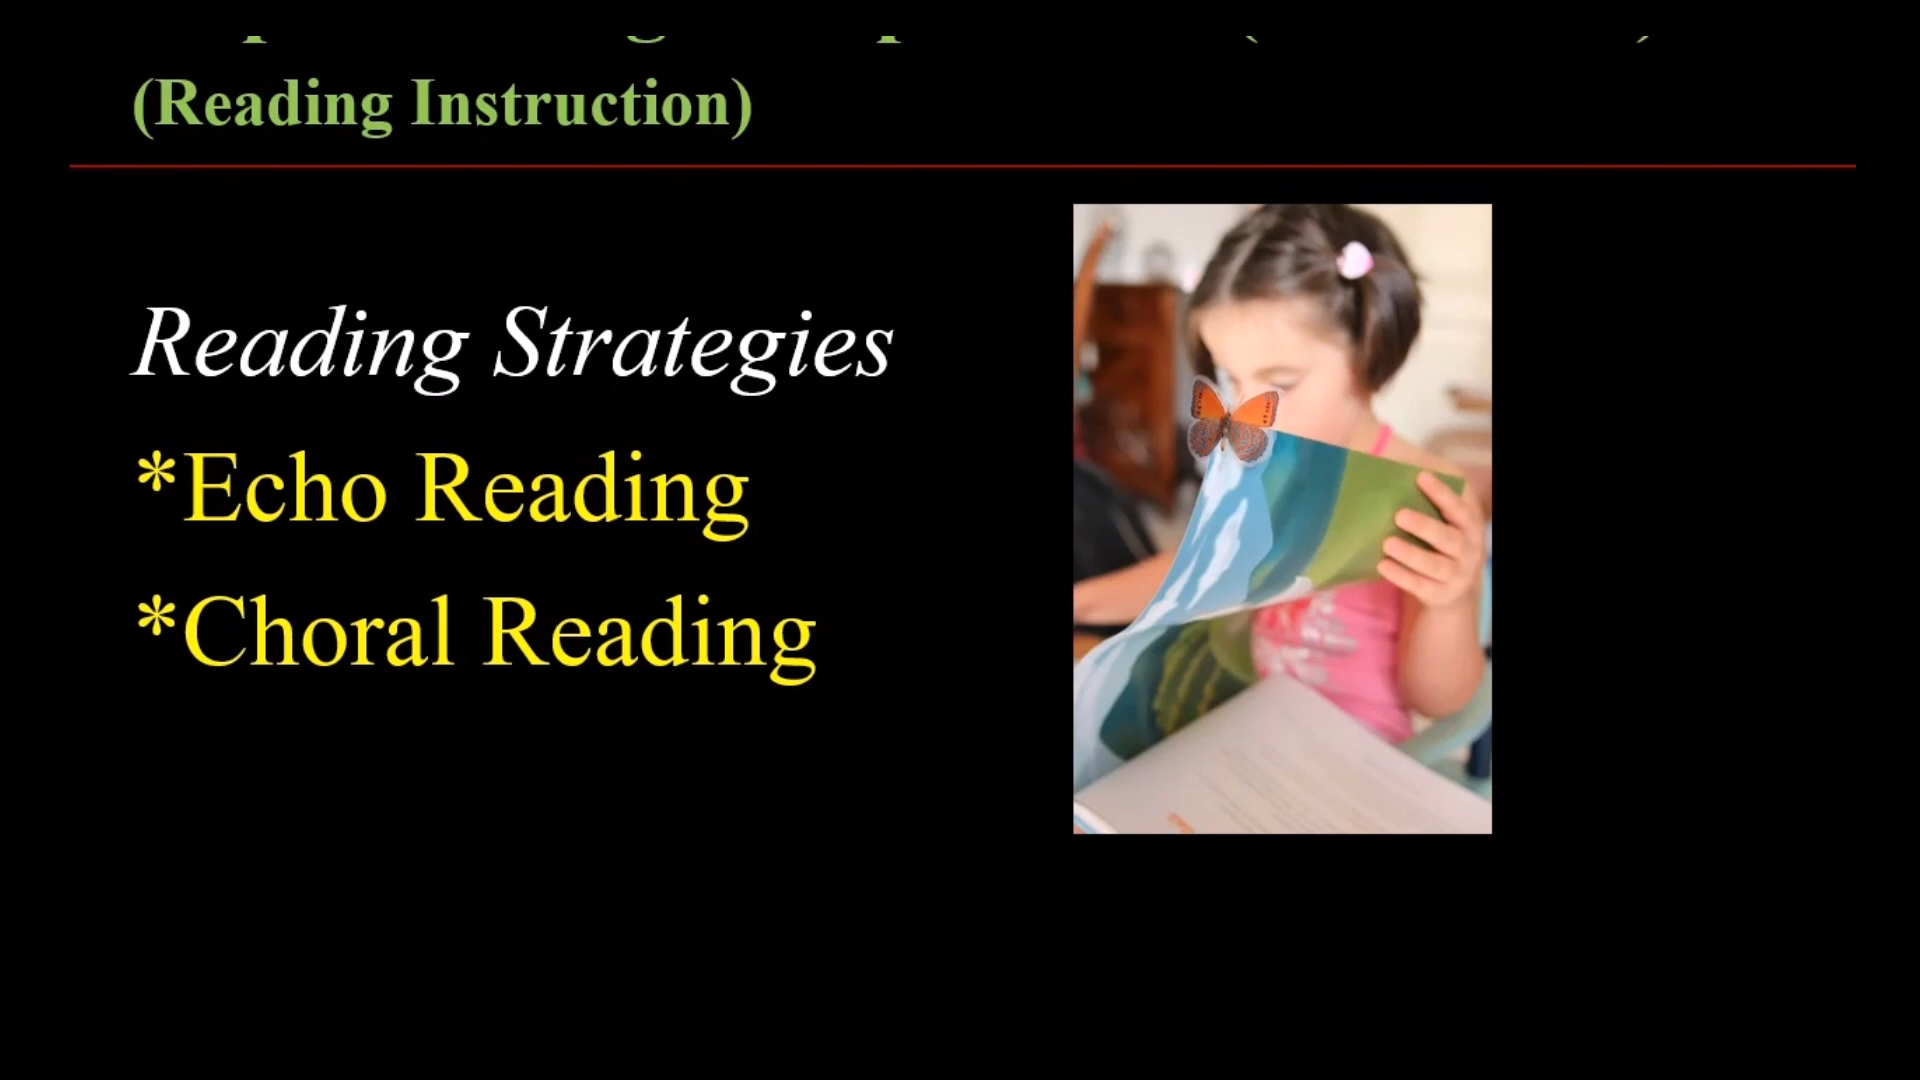 (Reading Instruction)
Reading Strategies
*Echo Reading
*Choral Reading